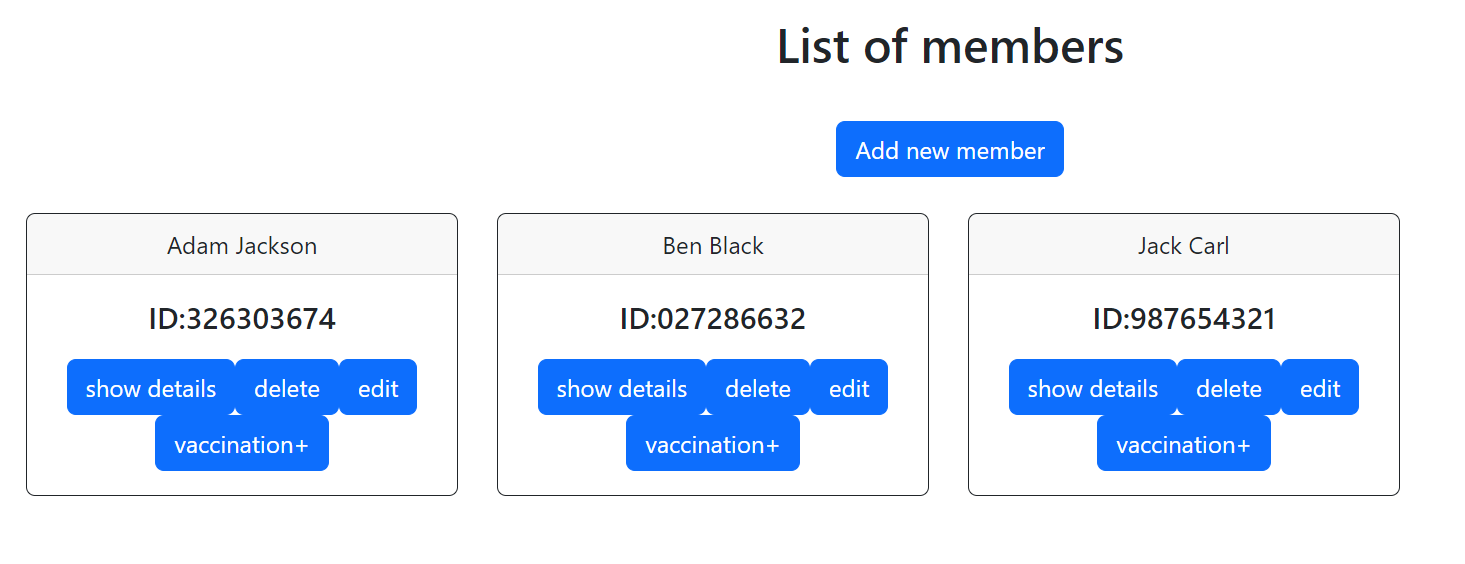 List of members
Add new member
Adam Jackson
ID:326303674
show details delete edit
vaccination+
Ben Black
ID:027286632
show details delete edit
vaccination+
Jack Carl
ID:987654321
show details delete edit
vaccination+